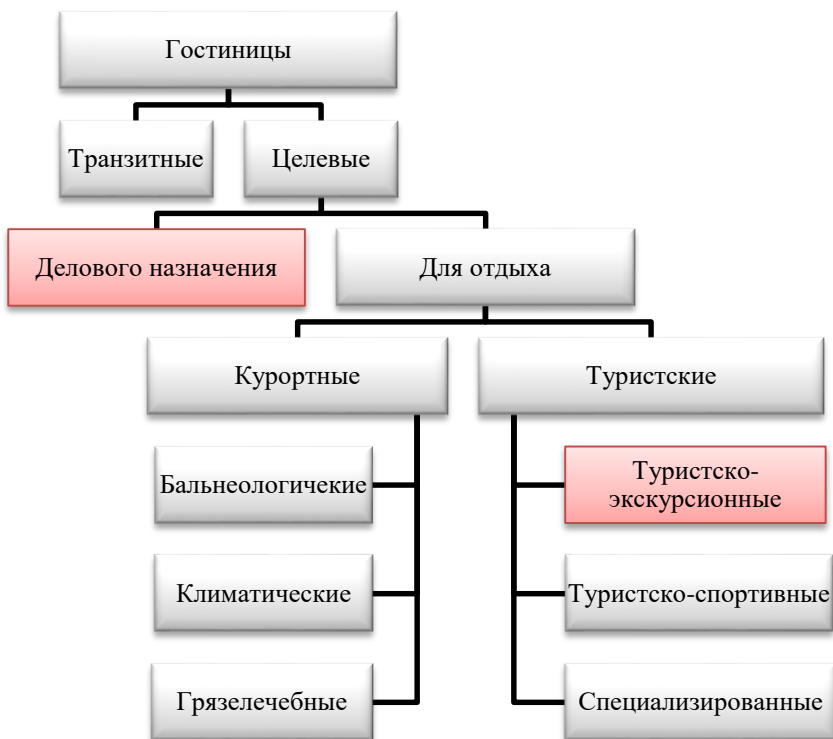 Гостиницы
Транзитные
Целевые
Делового назначения
Для отдыха
Курортные
Туристские
Бальнеологичекие
Туристско-
экскурсионные
Климатические
Туристско-спортивные
Грязелечебные
Специализированные